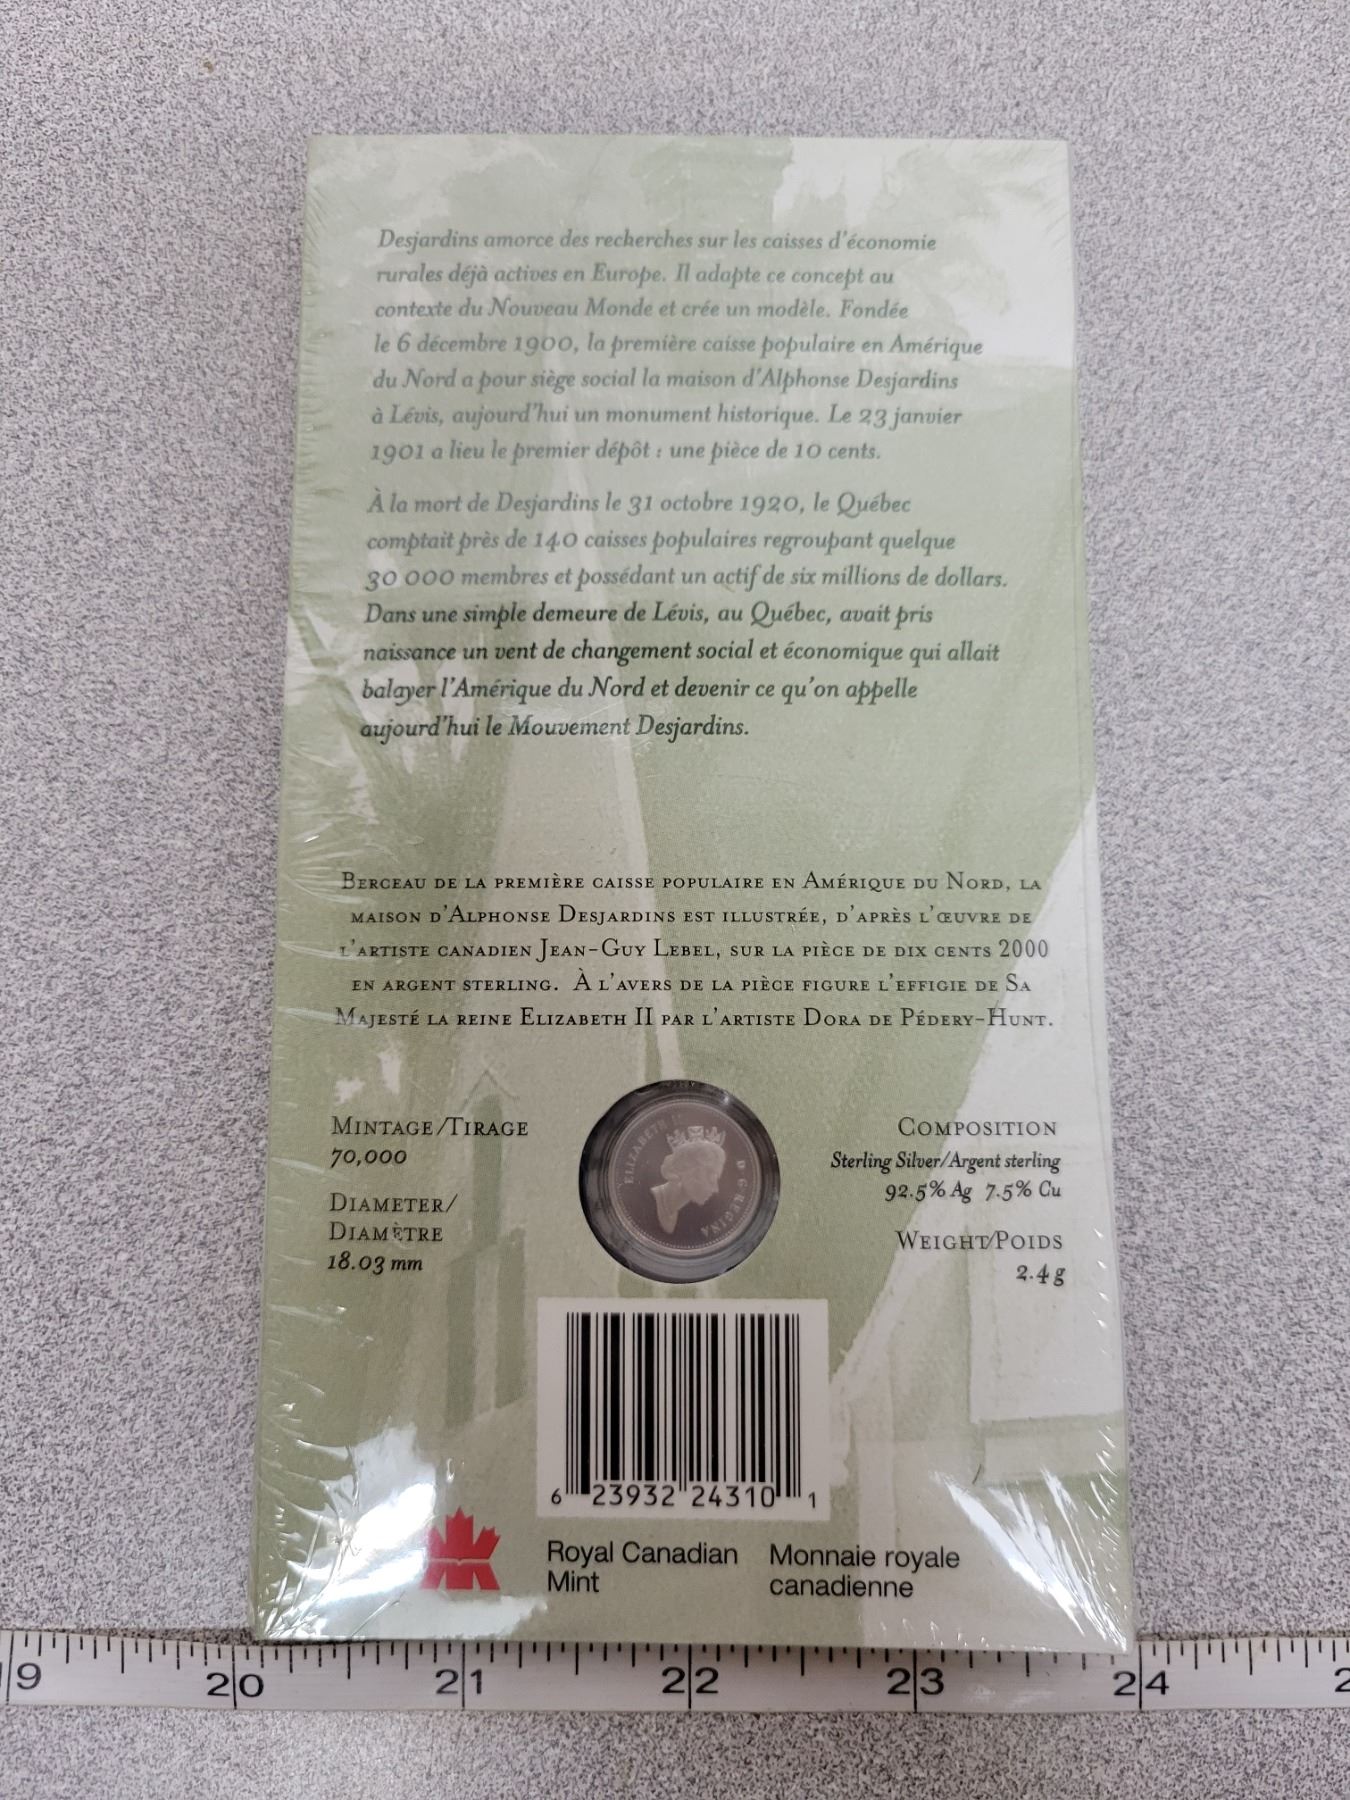 Desjardins amorce des recherches sur les caisses d'économie
rurales déjà actives en Europe. Il adapte ce concept au
contexte du Nouveau Monde et crée un modèle. Fondée
le 6 décembre 1900, la première caisse populaire en Amérique
du Nord a pour siège social la maison d'Alphonse Desjardins
à Lévis, aujourd'hui un monument historique. Le 23 janvier
1901 a lieu le premier dépôt : une pièce de 10 cents.
À la mort de Desjardins le 31 octobre 1920, le Québec
comptait près de 140 caisses populaires regroupant quelque
30 000 membres et possédant un actif de six millions de dollars.
Dans une simple demeure de Lévis, au Québec, avait pris
naissance un vent de changement social et économique qui allait
balayer l'Amérique du Nord et devenir ce qu'on appelle
aujourd'hui le Mouvement Desjardins.
Berceau de la première caisse populaire en Amérique du Nord, la
maison d'Alphonse Desjardins est illustrée, d'après l'œuvre de
l'artiste canadien Jean-Guy Lebel, sur la pièce de dix cents 2000
en argent sterling. À l'avers de la pièce figure l'effigie de Sa
Majesté la reine Elizabeth II par l'artiste Dora de Pédery-Hunt.
Mintage/Tirage
70,000
Diameter/
Diamètre
18.03 mm
ELIZABETH II
D·G·REGINA
Composition
Sterling Silver/Argent sterling
92.5% Ag 7.5% Cu
Weight/Poids
2.4 g
6 23932 24310 1
Royal Canadian
Mint
Monnaie royale
canadienne
19 20 21 22 23 24 2